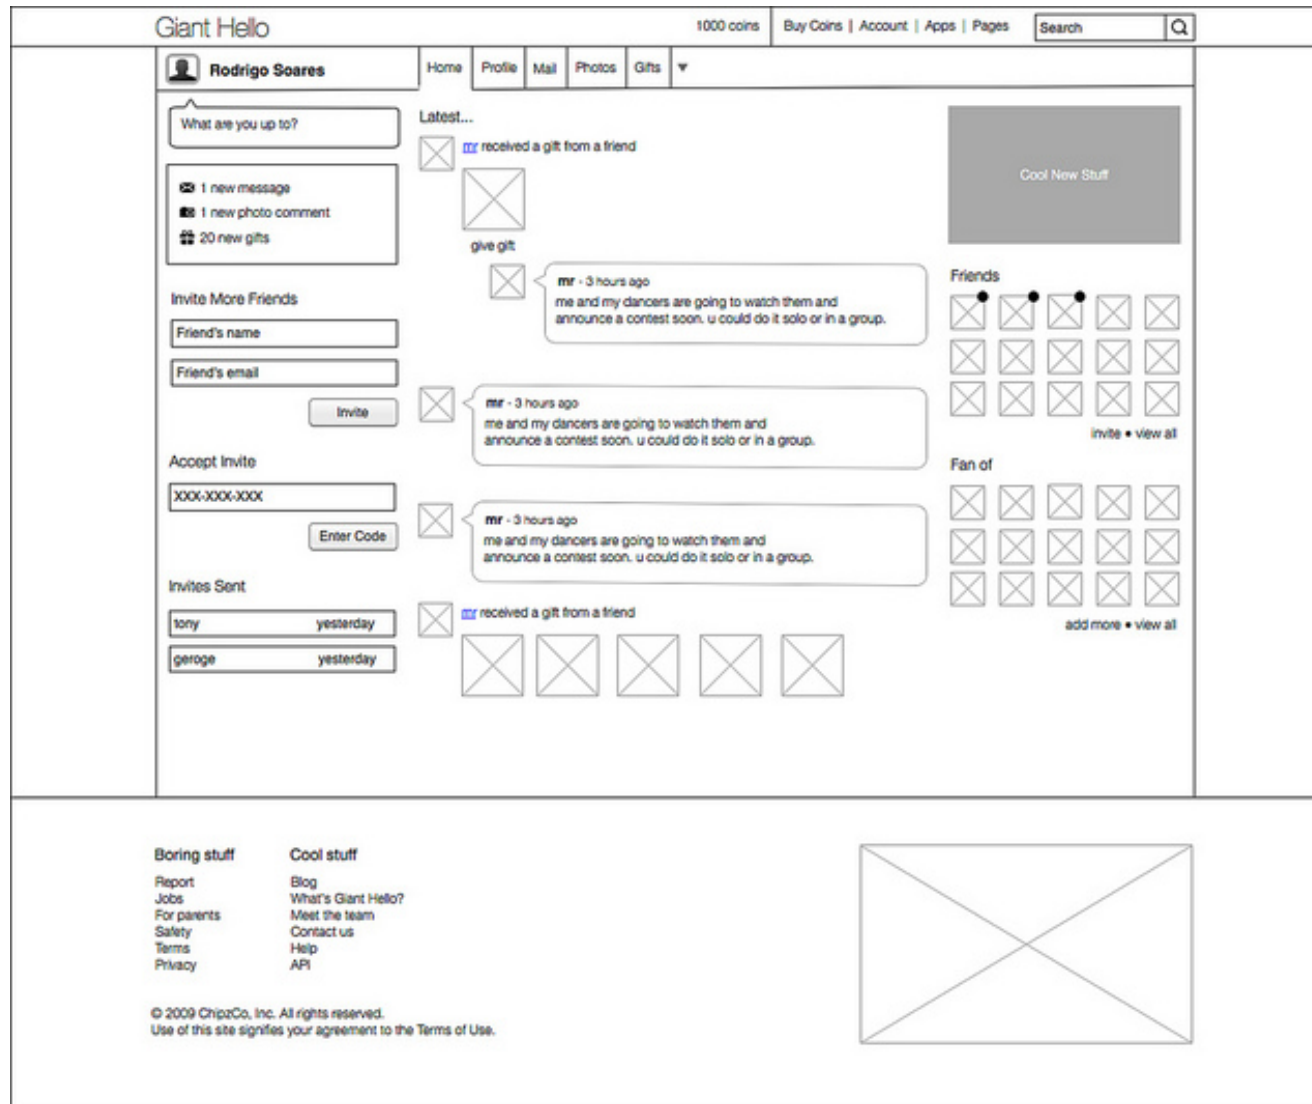 Giant Hello
1000 coins
Buy Coins | Account | Apps | Pages
Search
Rodrigo Soares
Home
Profile
Mail
Photos
Gifts
What are you up to?
1 new message
1 new photo comment
20 new gifts
Invite More Friends
Friend's name
Friend's email
Invite
Accept Invite
XXX-XXX-XXX
Enter Code
Invites Sent
tony yesterday
geroge yesterday
Latest...
mr received a gift from a friend
give gift
mr - 3 hours ago
me and my dancers are going to watch them and
announce a contest soon. u could do it solo or in a group.
mr - 3 hours ago
me and my dancers are going to watch them and
announce a contest soon. u could do it solo or in a group.
mr - 3 hours ago
me and my dancers are going to watch them and
announce a contest soon. u could do it solo or in a group.
mr received a gift from a friend
Cool New Stuff
Friends
invite • view all
Fan of
add more • view all
Boring stuff
Report
Jobs
For parents
Safety
Terms
Privacy
Cool stuff
Blog
What's Giant Hello?
Meet the team
Contact us
Help
API
© 2009 ChipzCo, Inc. All rights reserved.
Use of this site signifies your agreement to the Terms of Use.